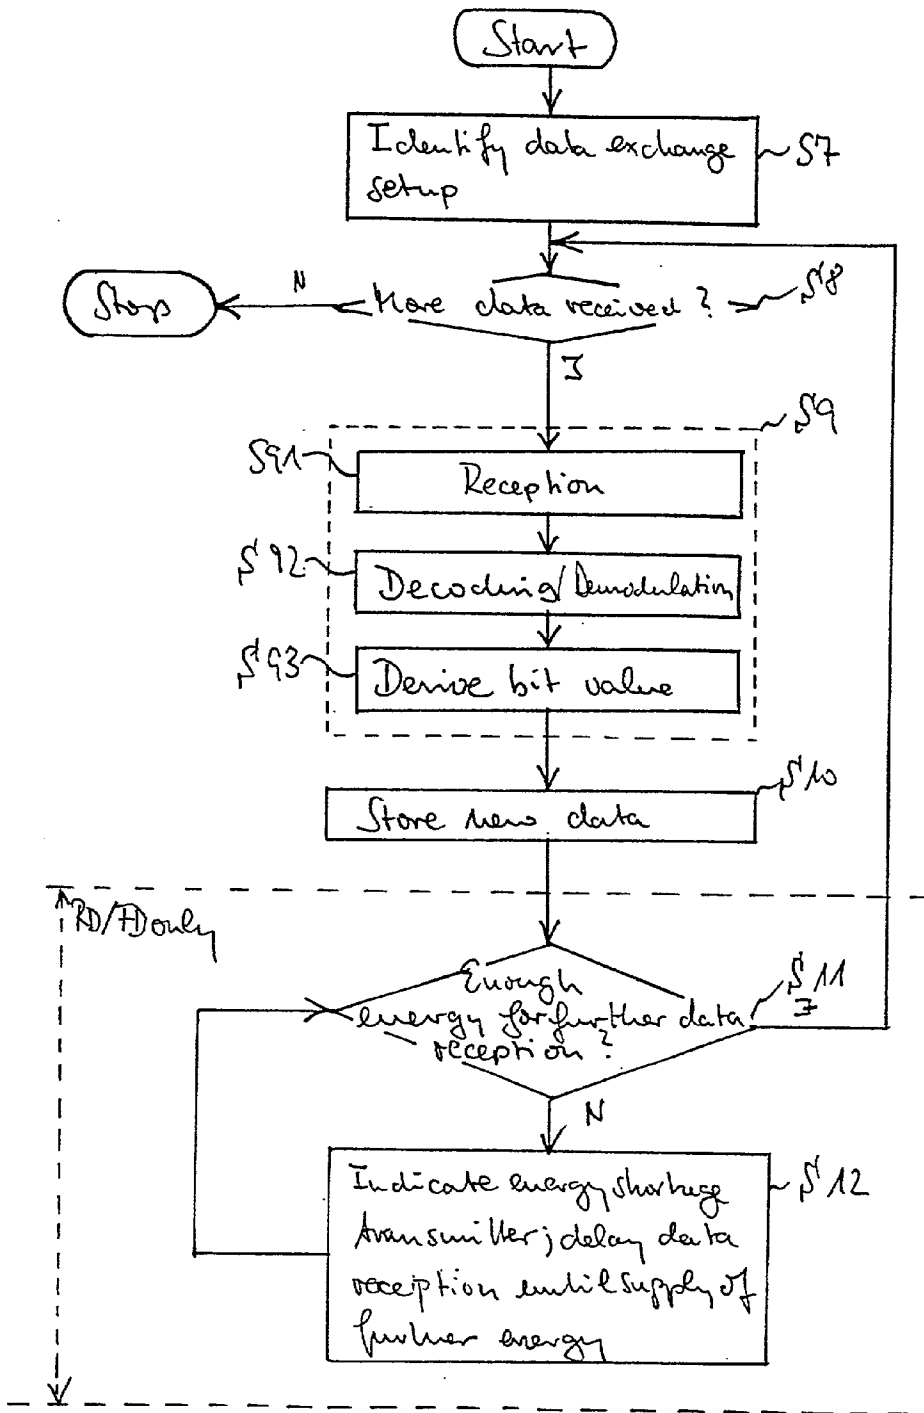 Start
Identify data exchange
setup
S7
N
Stop
More data received ?
S8
J
S9
S91
Reception
S92
Decoding/Demodulation
S93
Derive bit value
S10
Store new data
RD/FD only
Enough
energy for further data
reception ?
S11
J
N
Indicate energy shortage
transmitter; delay data
reception until supply of
further energy
S12